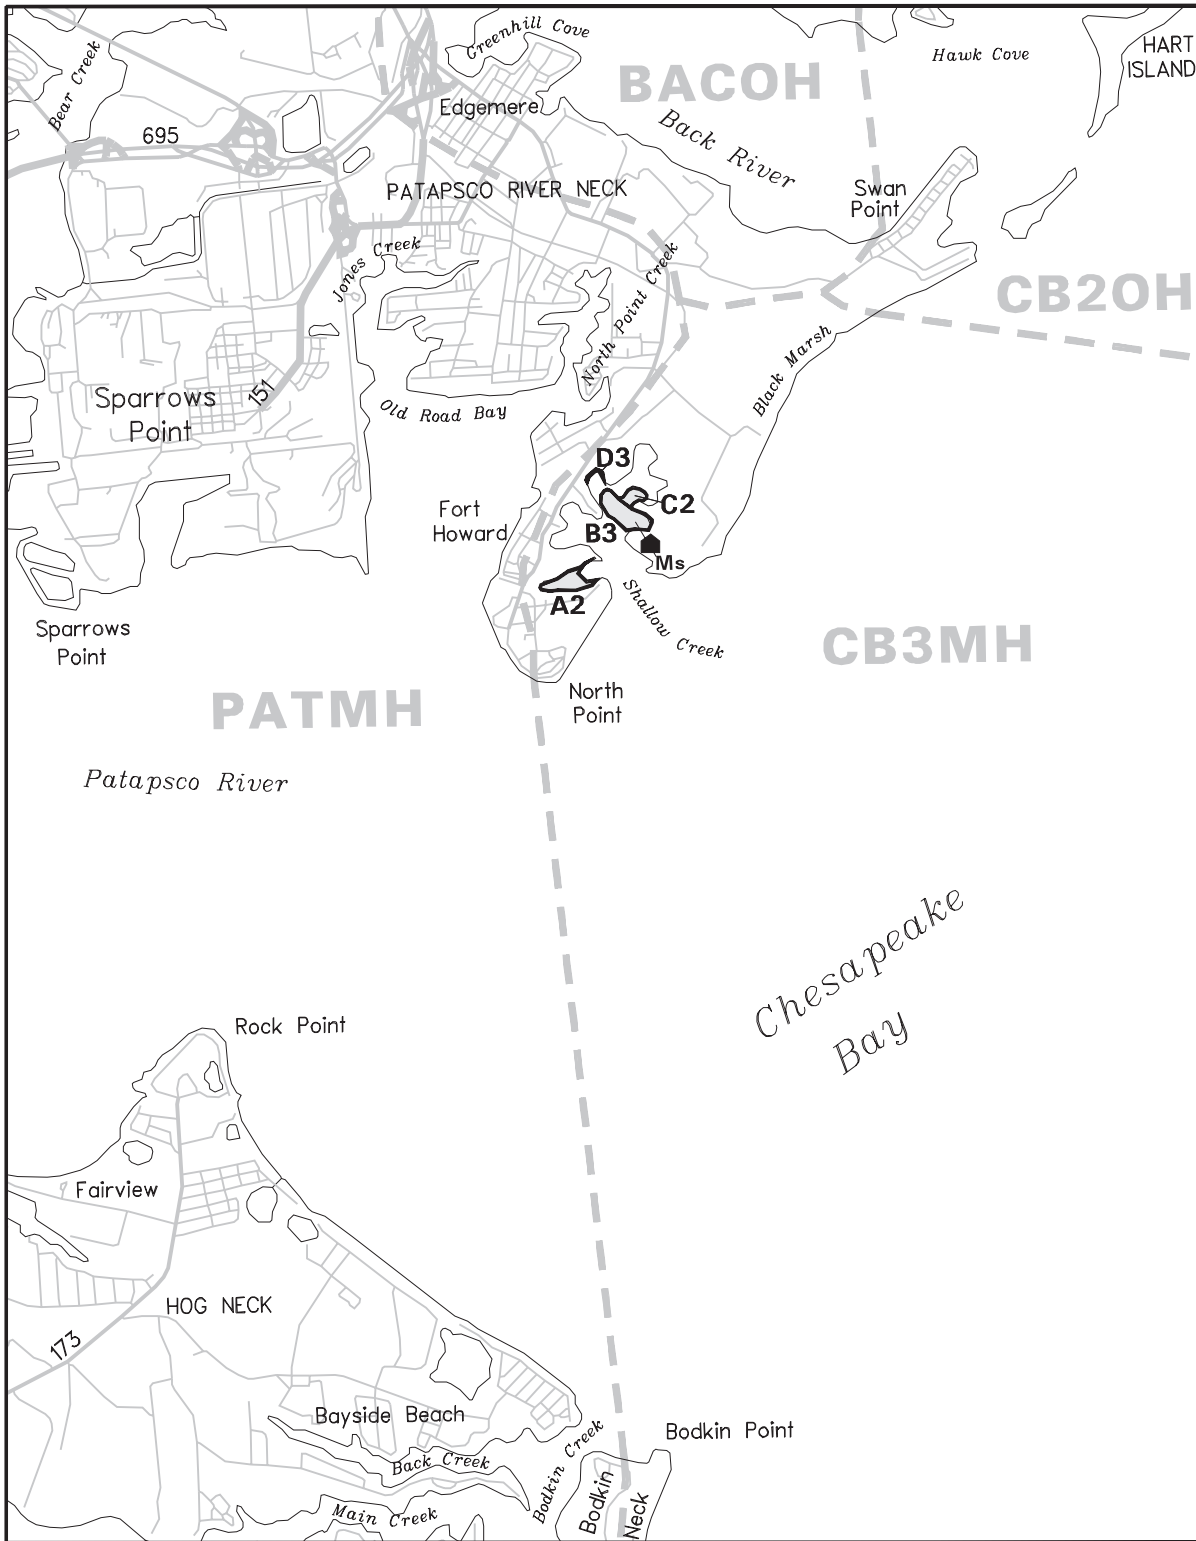 Greenhill Cove
Hawk Cove
HART
ISLAND
Bear Creek
BACOH
Edgemere
695
Back River
PATAPSCO RIVER NECK
Swan
Point
Jones Creek
North Point Creek
CB2OH
Black Marsh
151
Sparrows
Point
Old Road Bay
D3
C2
Fort
Howard
B3
Ms
A2
Shallow Creek
Sparrows
Point
CB3MH
PATMH
North
Point
Patapsco River
Chesapeake
Bay
Rock Point
Fairview
HOG NECK
173
Bayside Beach
Bodkin Point
Back Creek
Bodkin Creek
Main Creek
Bodkin
Neck